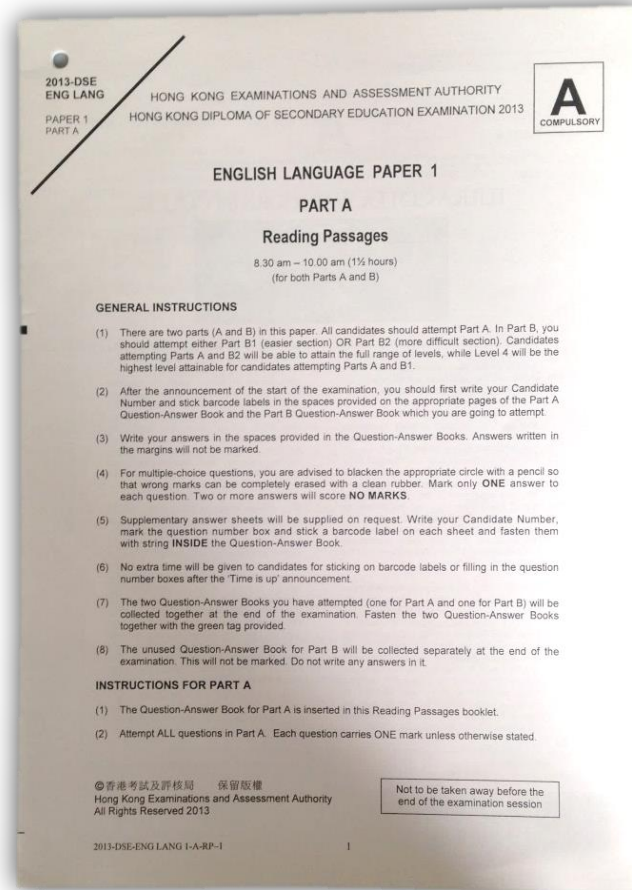 2013-DSE
ENG LANG
PAPER 1
PART A
HONG KONG EXAMINATIONS AND ASSESSMENT AUTHORITY
HONG KONG DIPLOMA OF SECONDARY EDUCATION EXAMINATION 2013
A
COMPULSORY
ENGLISH LANGUAGE PAPER 1
PART A
Reading Passages
8.30 am – 10.00 am (1½ hours)
(for both Parts A and B)
GENERAL INSTRUCTIONS
(1) There are two parts (A and B) in this paper. All candidates should attempt Part A. In Part B, you
should attempt either Part B1 (easier section) OR Part B2 (more difficult section). Candidates
attempting Parts A and B2 will be able to attain the full range of levels, while Level 4 will be the
highest level attainable for candidates attempting Parts A and B1.
(2) After the announcement of the start of the examination, you should first write your Candidate
Number and stick barcode labels in the spaces provided on the appropriate pages of the Part A
Question-Answer Book and the Part B Question-Answer Book which you are going to attempt.
(3) Write your answers in the spaces provided in the Question-Answer Books. Answers written in
the margins will not be marked.
(4) For multiple-choice questions, you are advised to blacken the appropriate circle with a pencil so
that wrong marks can be completely erased with a clean rubber. Mark only ONE answer to
each question. Two or more answers will score NO MARKS.
(5) Supplementary answer sheets will be supplied on request. Write your Candidate Number,
mark the question number box and stick a barcode label on each sheet and fasten them
with string INSIDE the Question-Answer Book.
(6) No extra time will be given to candidates for sticking on barcode labels or filling in the question
number boxes after the 'Time is up' announcement.
(7) The two Question-Answer Books you have attempted (one for Part A and one for Part B) will be
collected together at the end of the examination. Fasten the two Question-Answer Books
together with the green tag provided.
(8) The unused Question-Answer Book for Part B will be collected separately at the end of the
examination. This will not be marked. Do not write any answers in it.
INSTRUCTIONS FOR PART A
(1) The Question-Answer Book for Part A is inserted in this Reading Passages booklet.
(2) Attempt ALL questions in Part A. Each question carries ONE mark unless otherwise stated.
©香港考試及評核局 保留版權
Hong Kong Examinations and Assessment Authority
All Rights Reserved 2013
Not to be taken away before the
end of the examination session
2013-DSE-ENG LANG 1-A-RP–1
1